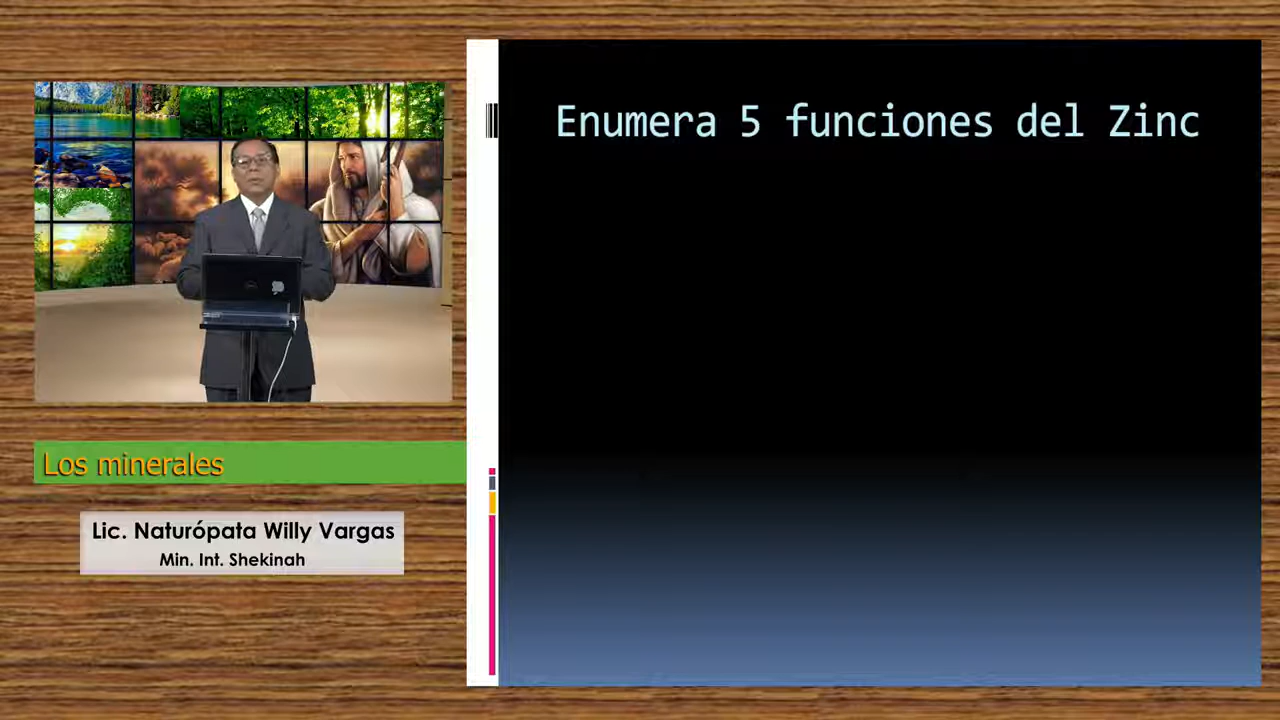 Enumera 5 funciones del Zinc
Los minerales
Lic. Naturópata Willy Vargas
Min. Int. Shekinah